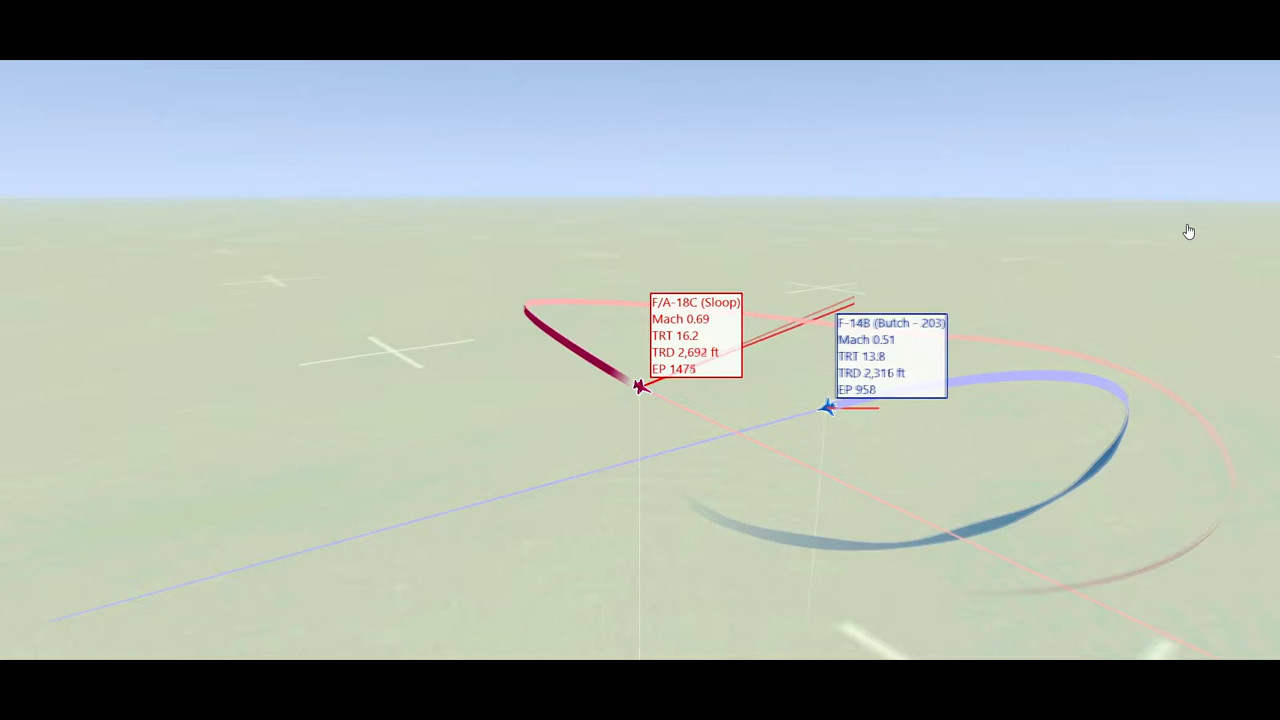 F/A-18C (Sloop)
Mach 0.69
TRT 16.2
TRD 2,692 ft
EP 1475
F-14B (Butch - 203)
Mach 0.51
TRT 13.8
TRD 2,316 ft
EP 958